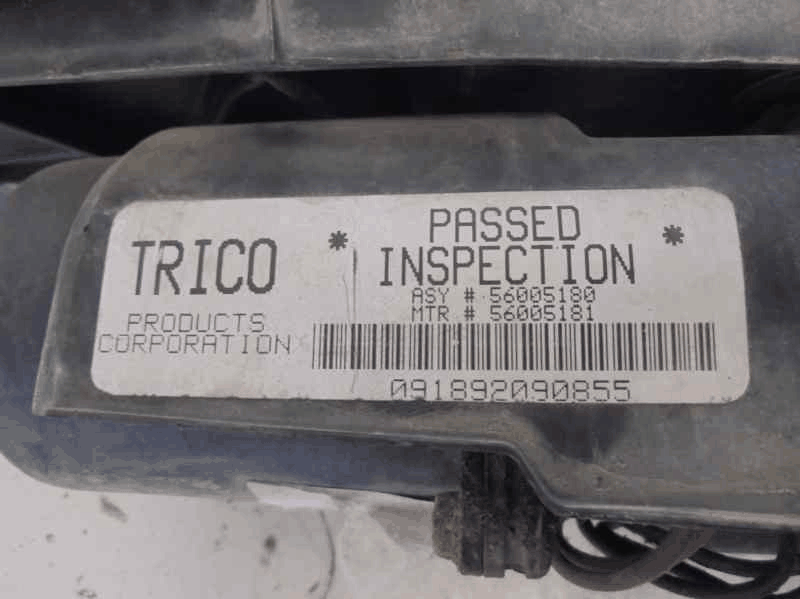 TRICO
PRODUCTS
CORPORATION
* PASSED *
INSPECTION
ASY # 56005180
MTR # 56005181
091892090855